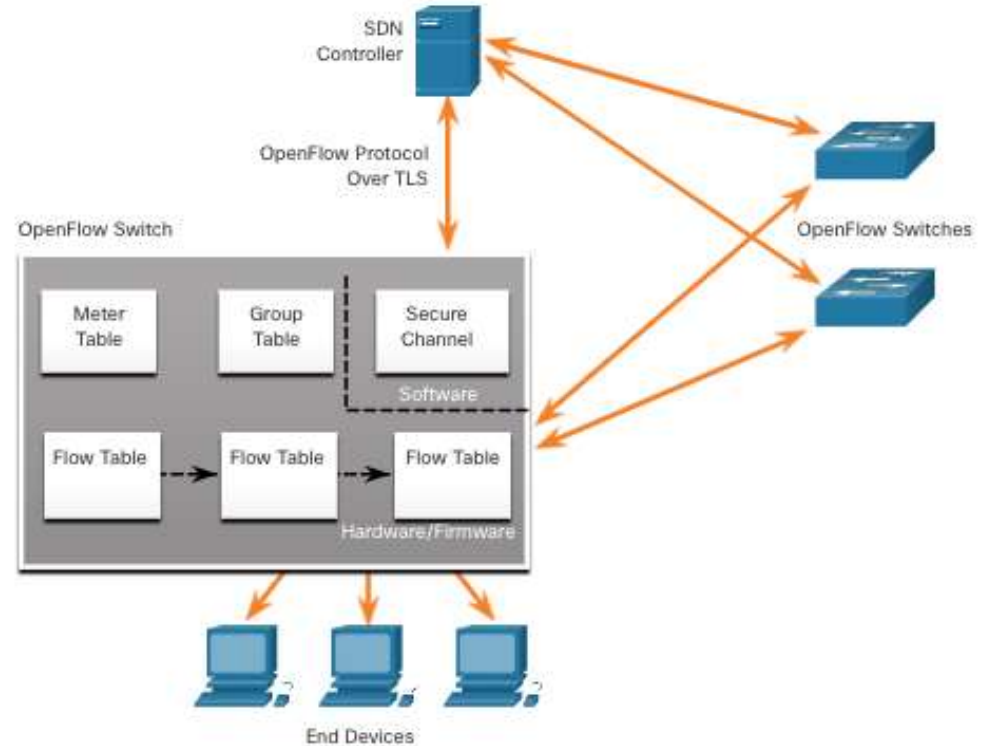 SDN
Controller
OpenFlow Protocol
Over TLS
OpenFlow Switch
OpenFlow Switches
Meter
Table
Group
Table
Secure
Channel
Software
Flow Table
Flow Table
Flow Table
Hardware/Firmware
End Devices